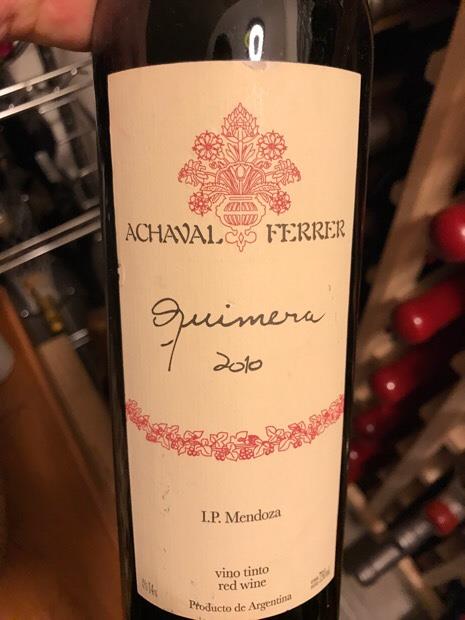 ACHAVAL FERRER
Quimera
2010
I.P. Mendoza
vino tinto
red wine
Producto de Argentina